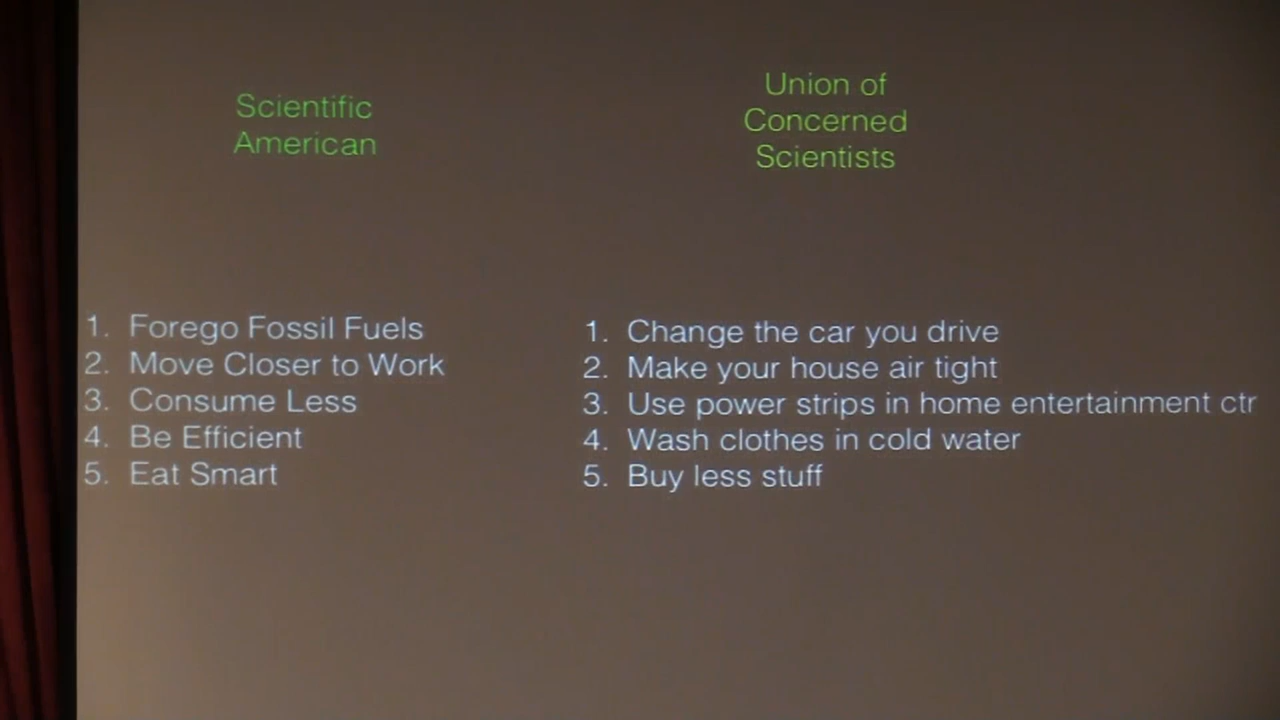 Scientific
American
1. Forego Fossil Fuels
2. Move Closer to Work
3. Consume Less
4. Be Efficient
5. Eat Smart
Union of
Concerned
Scientists
1. Change the car you drive
2. Make your house air tight
3. Use power strips in home entertainment ctr
4. Wash clothes in cold water
5. Buy less stuff